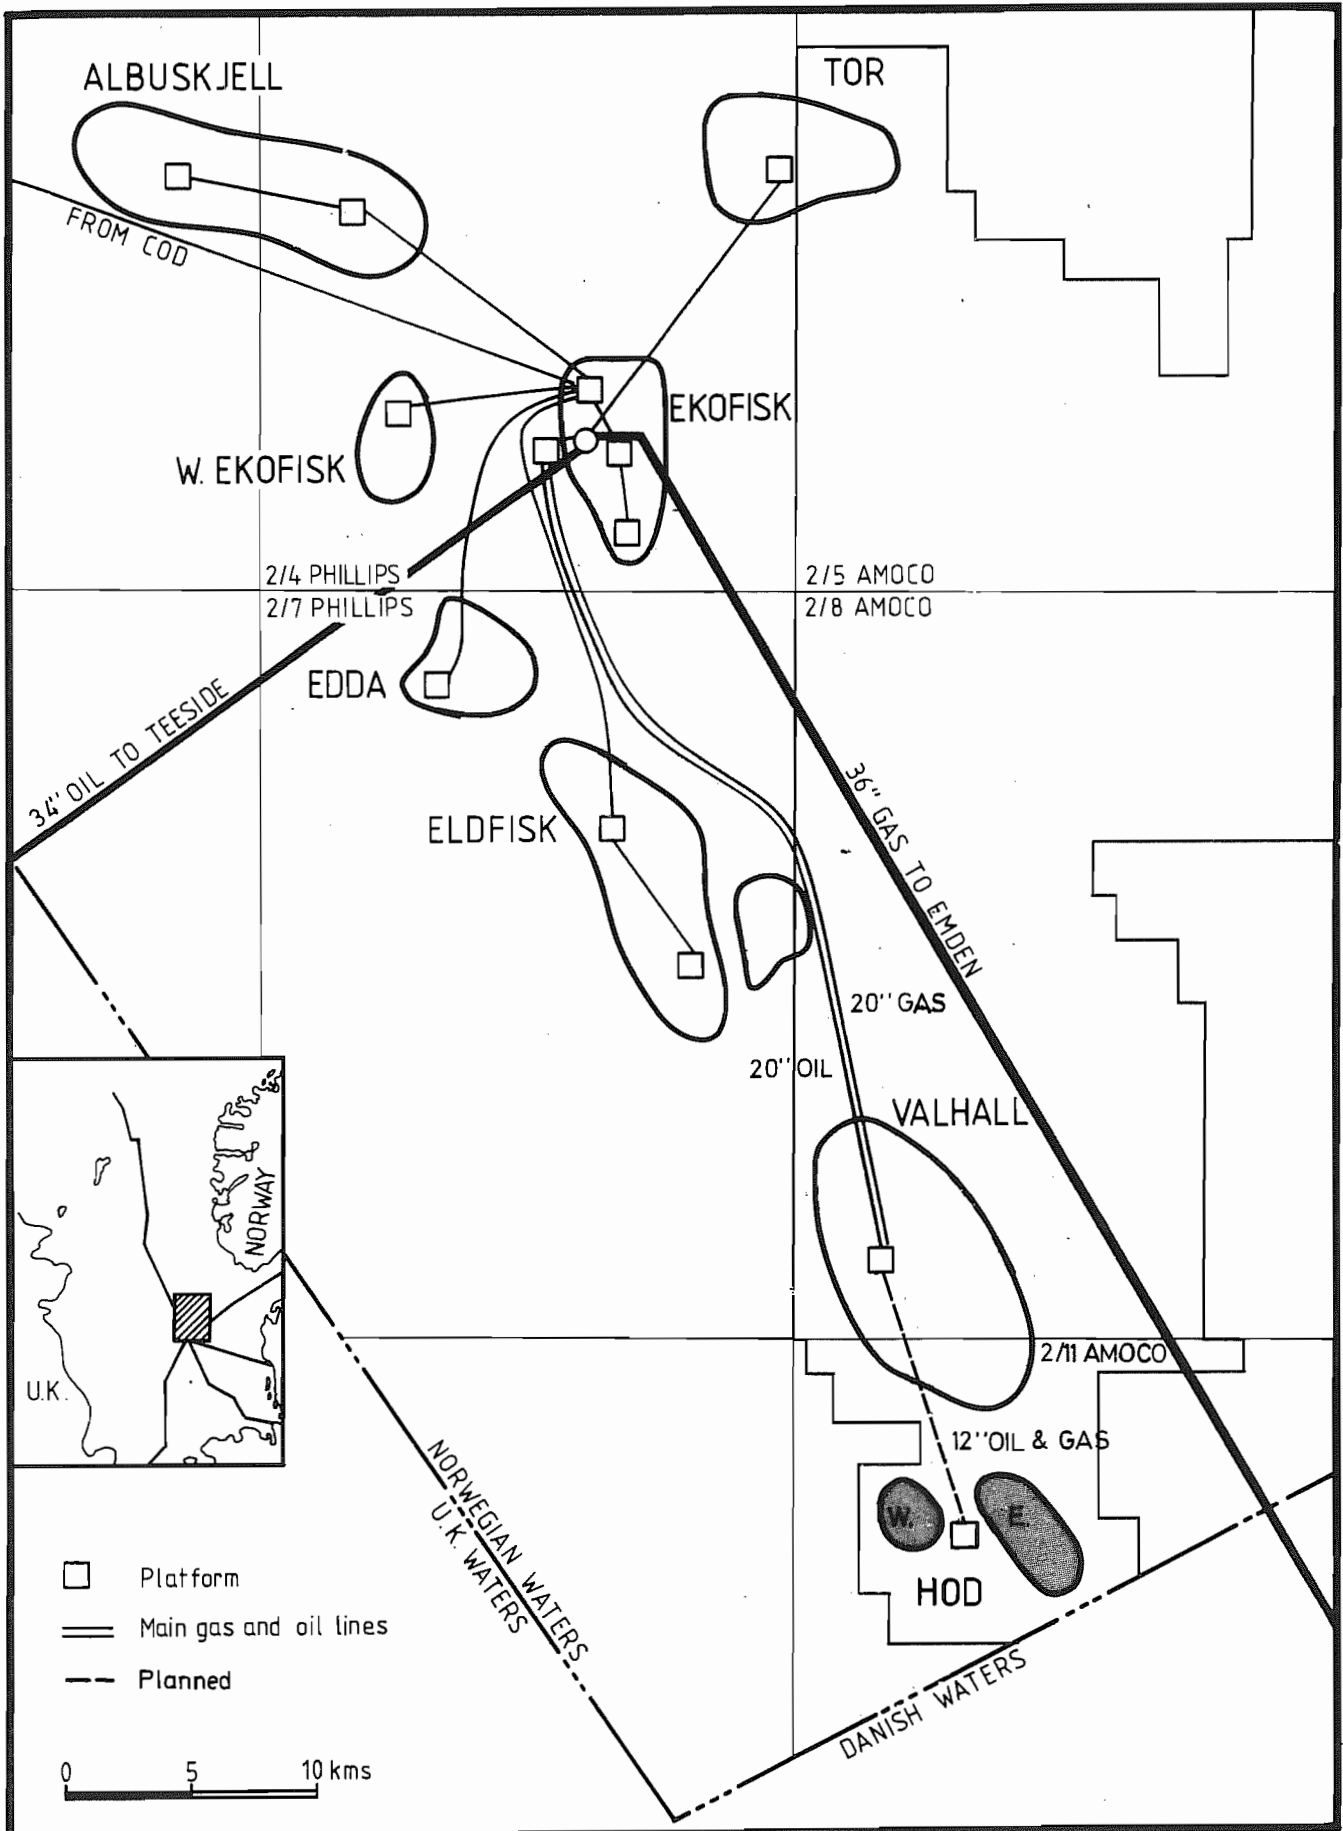 ALBUSKJELL
TOR
FROM COD
EKOFISK
W. EKOFISK
2/4 PHILLIPS
2/5 AMOCO
2/7 PHILLIPS
2/8 AMOCO
EDDA
34" OIL TO TEESIDE
36" GAS TO EMDEN
ELDFISK
20" GAS
20" OIL
VALHALL
NORWAY
U.K.
2/11 AMOCO
12" OIL & GAS
NORWEGIAN WATERS
U.K. WATERS
W.
E.
HOD
DANISH WATERS
Platform
Main gas and oil lines
Planned
0 5 10 kms